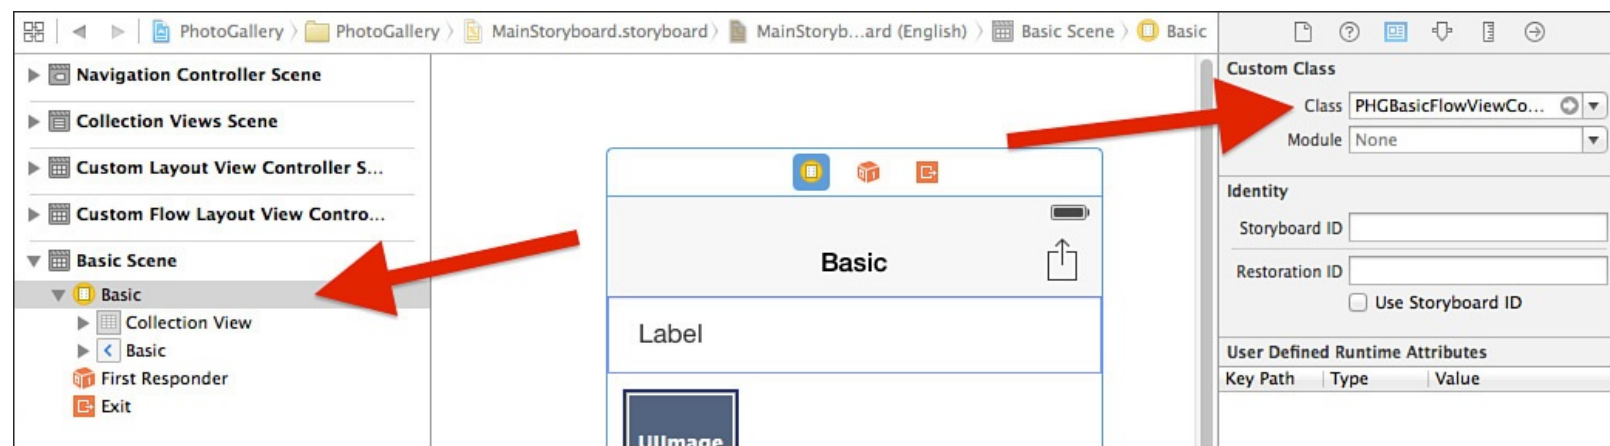 PhotoGallery PhotoGallery MainStoryboard.storyboard MainStoryb...ard (English) Basic Scene Basic
Navigation Controller Scene
Collection Views Scene
Custom Layout View Controller S...
Custom Flow Layout View Contro...
Basic Scene
Basic
Collection View
Basic
First Responder
Exit
Basic
Label
UIImage
Custom Class
Class PHGBasicFlowViewCo...
Module None
Identity
Storyboard ID
Restoration ID
Use Storyboard ID
User Defined Runtime Attributes
Key Path Type Value